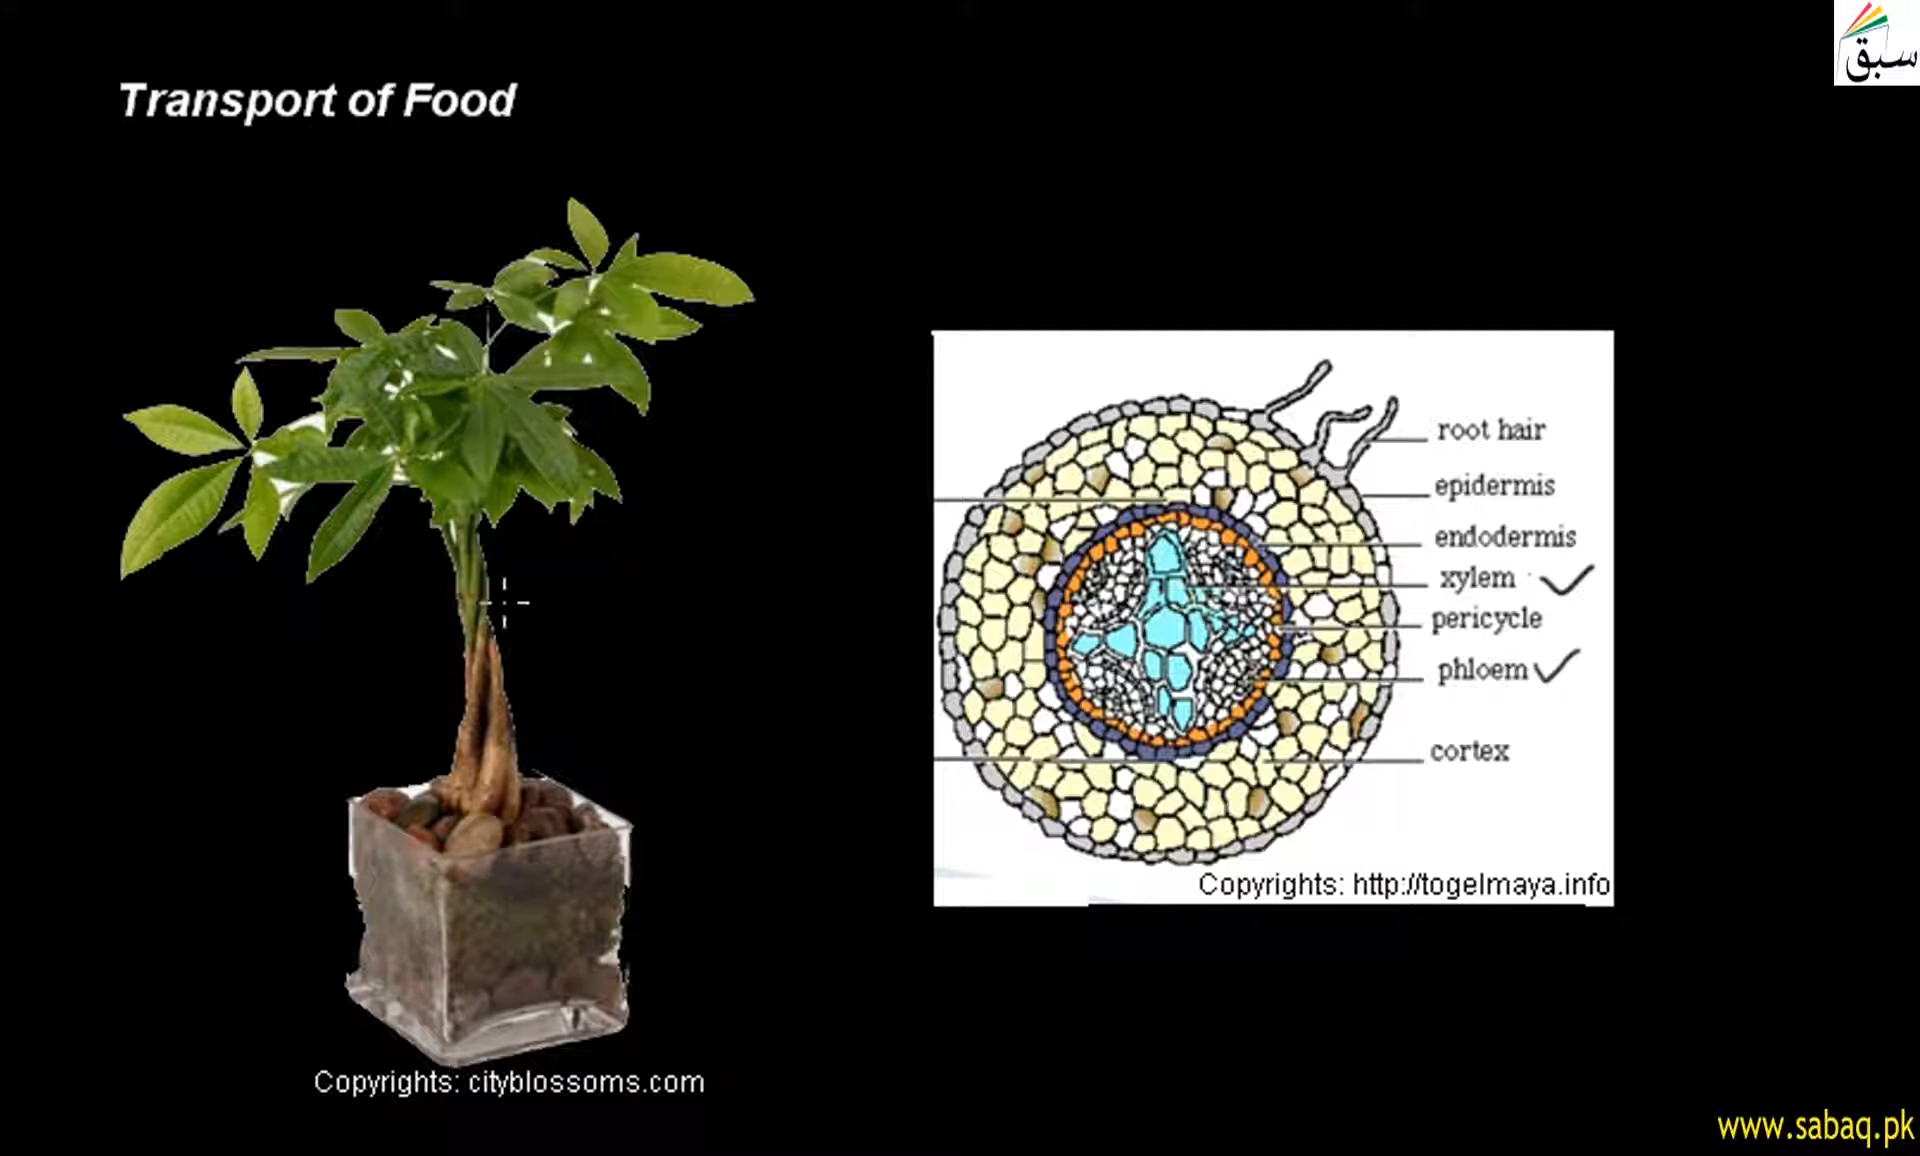 سبق
Transport of Food
root hair
epidermis
endodermis
xylem
pericycle
phloem
cortex
Copyrights: http://togelmaya.info
Copyrights: cityblossoms.com
www.sabaq.pk